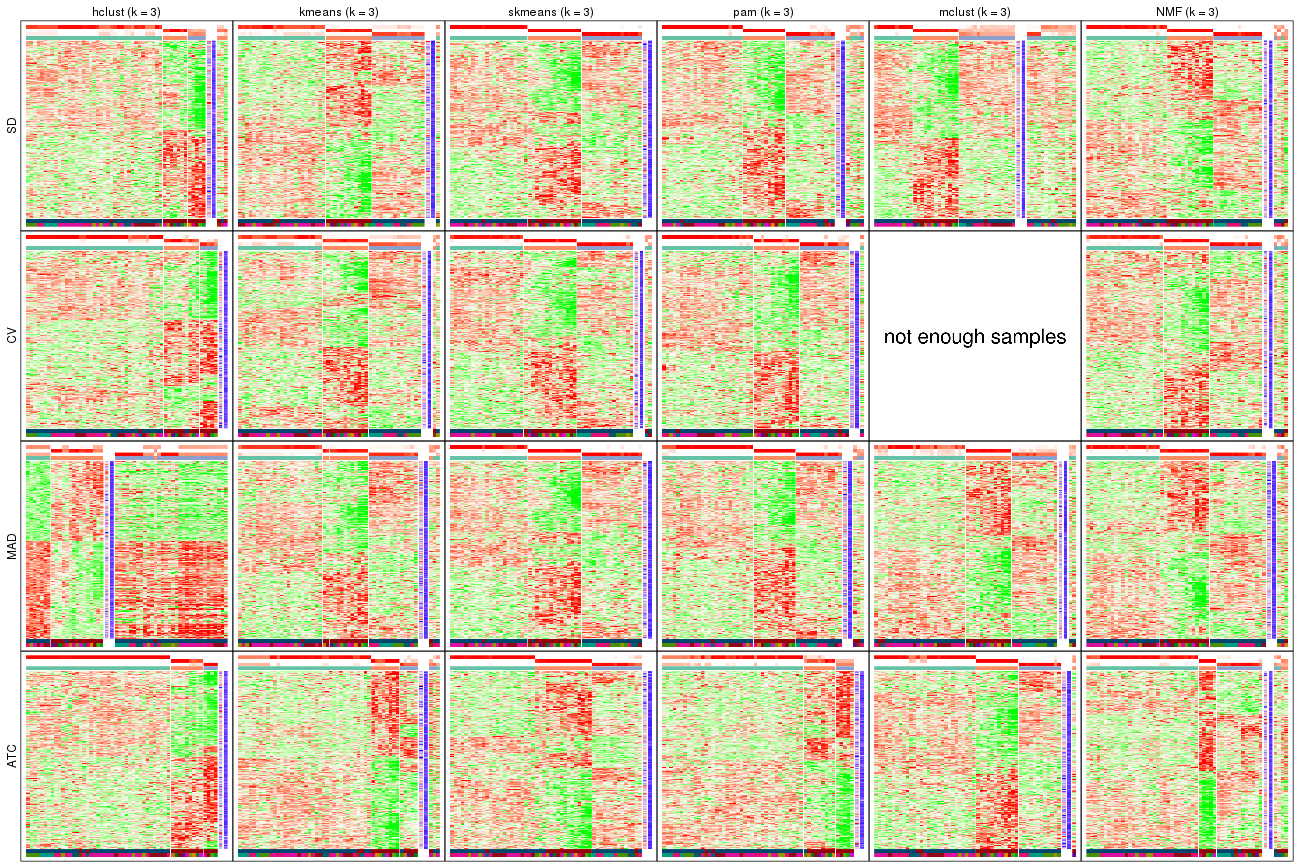 hclust (k = 3) kmeans (k = 3) skmeans (k = 3) pam (k = 3) mclust (k = 3) NMF (k = 3)
SD
CV
not enough samples
MAD
ATC